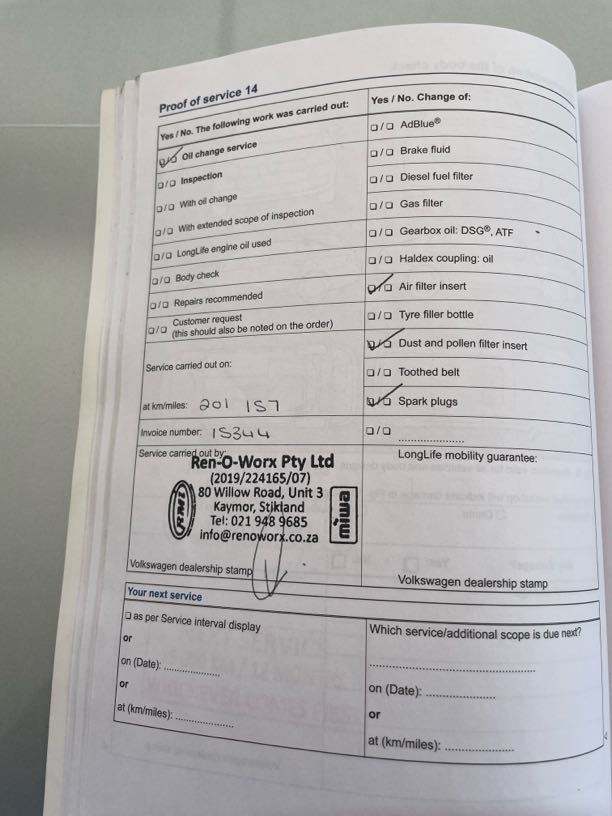 Proof of service 14
Yes / No. The following work was carried out:
❑/❑ Oil change service
❑/❑ Inspection
❑/❑ With oil change
❑/❑ With extended scope of inspection
❑/❑ LongLife engine oil used
❑/❑ Body check
❑/❑ Repairs recommended
❑/❑ Customer request
(this should also be noted on the order)
Service carried out on:
at km/miles: 201 157
Invoice number: 15344
Service carried out by:
Ren-O-Worx Pty Ltd
(2019/224165/07)
80 Willow Road, Unit 3
Kaymor, Stikland
Tel: 021 948 9685
info@renoworx.co.za
RMI
miwa
Volkswagen dealership stamp
Yes / No. Change of:
❑/❑ AdBlue®
❑/❑ Brake fluid
❑/❑ Diesel fuel filter
❑/❑ Gas filter
❑/❑ Gearbox oil: DSG®, ATF
❑/❑ Haldex coupling: oil
❑/❑ Air filter insert
❑/❑ Tyre filler bottle
❑/❑ Dust and pollen filter insert
❑/❑ Toothed belt
❑/❑ Spark plugs
❑/❑ ......................
LongLife mobility guarantee:
Volkswagen dealership stamp
Your next service
❑ as per Service interval display
or
on (Date): ..................
or
at (km/miles): ..................
Which service/additional scope is due next?
.....................................................
on (Date): ......................
or
at (km/miles): ......................